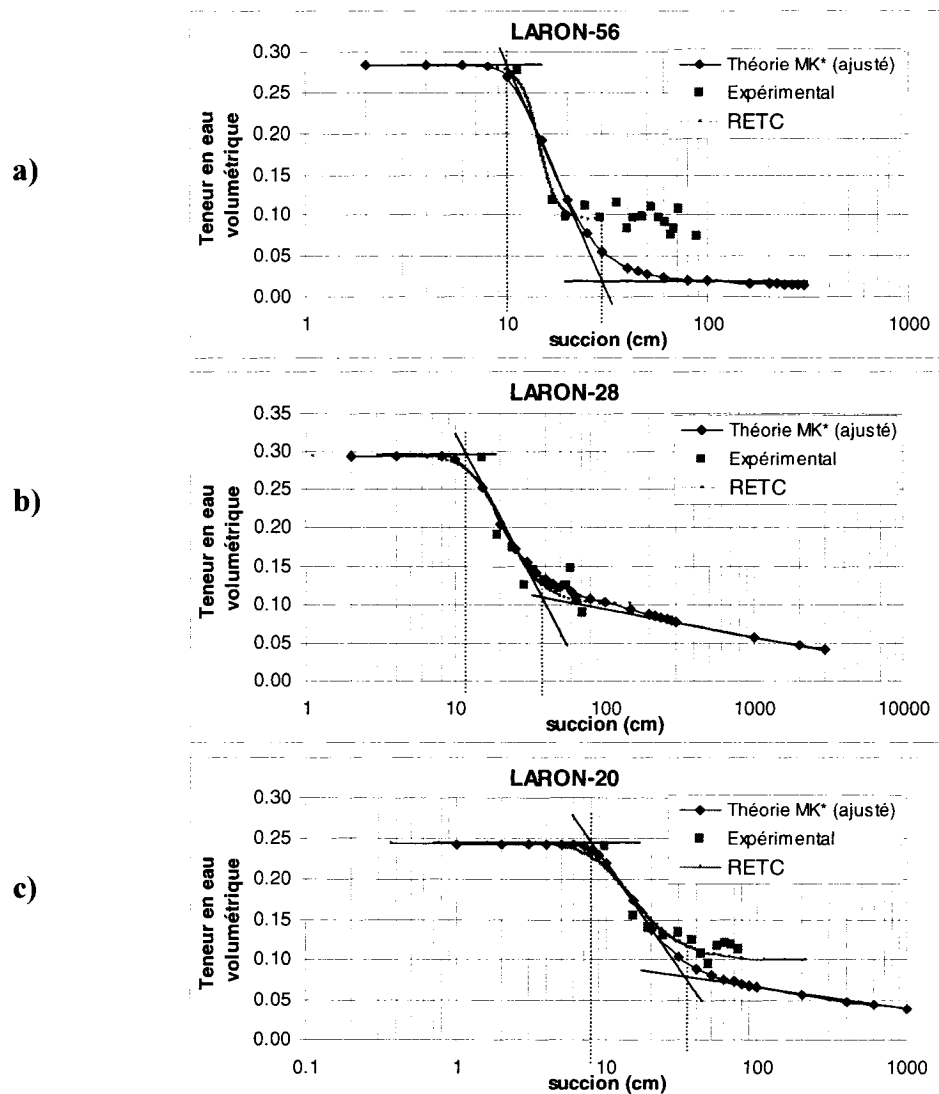 a)
LARON-56
Teneur en eau
volumétrique
0.30
0.25
0.20
0.15
0.10
0.05
0.00
1
10
100
1000
succion (cm)
Théorie MK* (ajusté)
Expérimental
RETC
b)
LARON-28
Teneur en eau
volumétrique
0.35
0.30
0.25
0.20
0.15
0.10
0.05
0.00
1
10
100
1000
10000
succion (cm)
Théorie MK* (ajusté)
Expérimental
RETC
c)
LARON-20
Teneur en eau
volumétrique
0.30
0.25
0.20
0.15
0.10
0.05
0.00
0.1
1
10
100
1000
succion (cm)
Théorie MK* (ajusté)
Expérimental
RETC